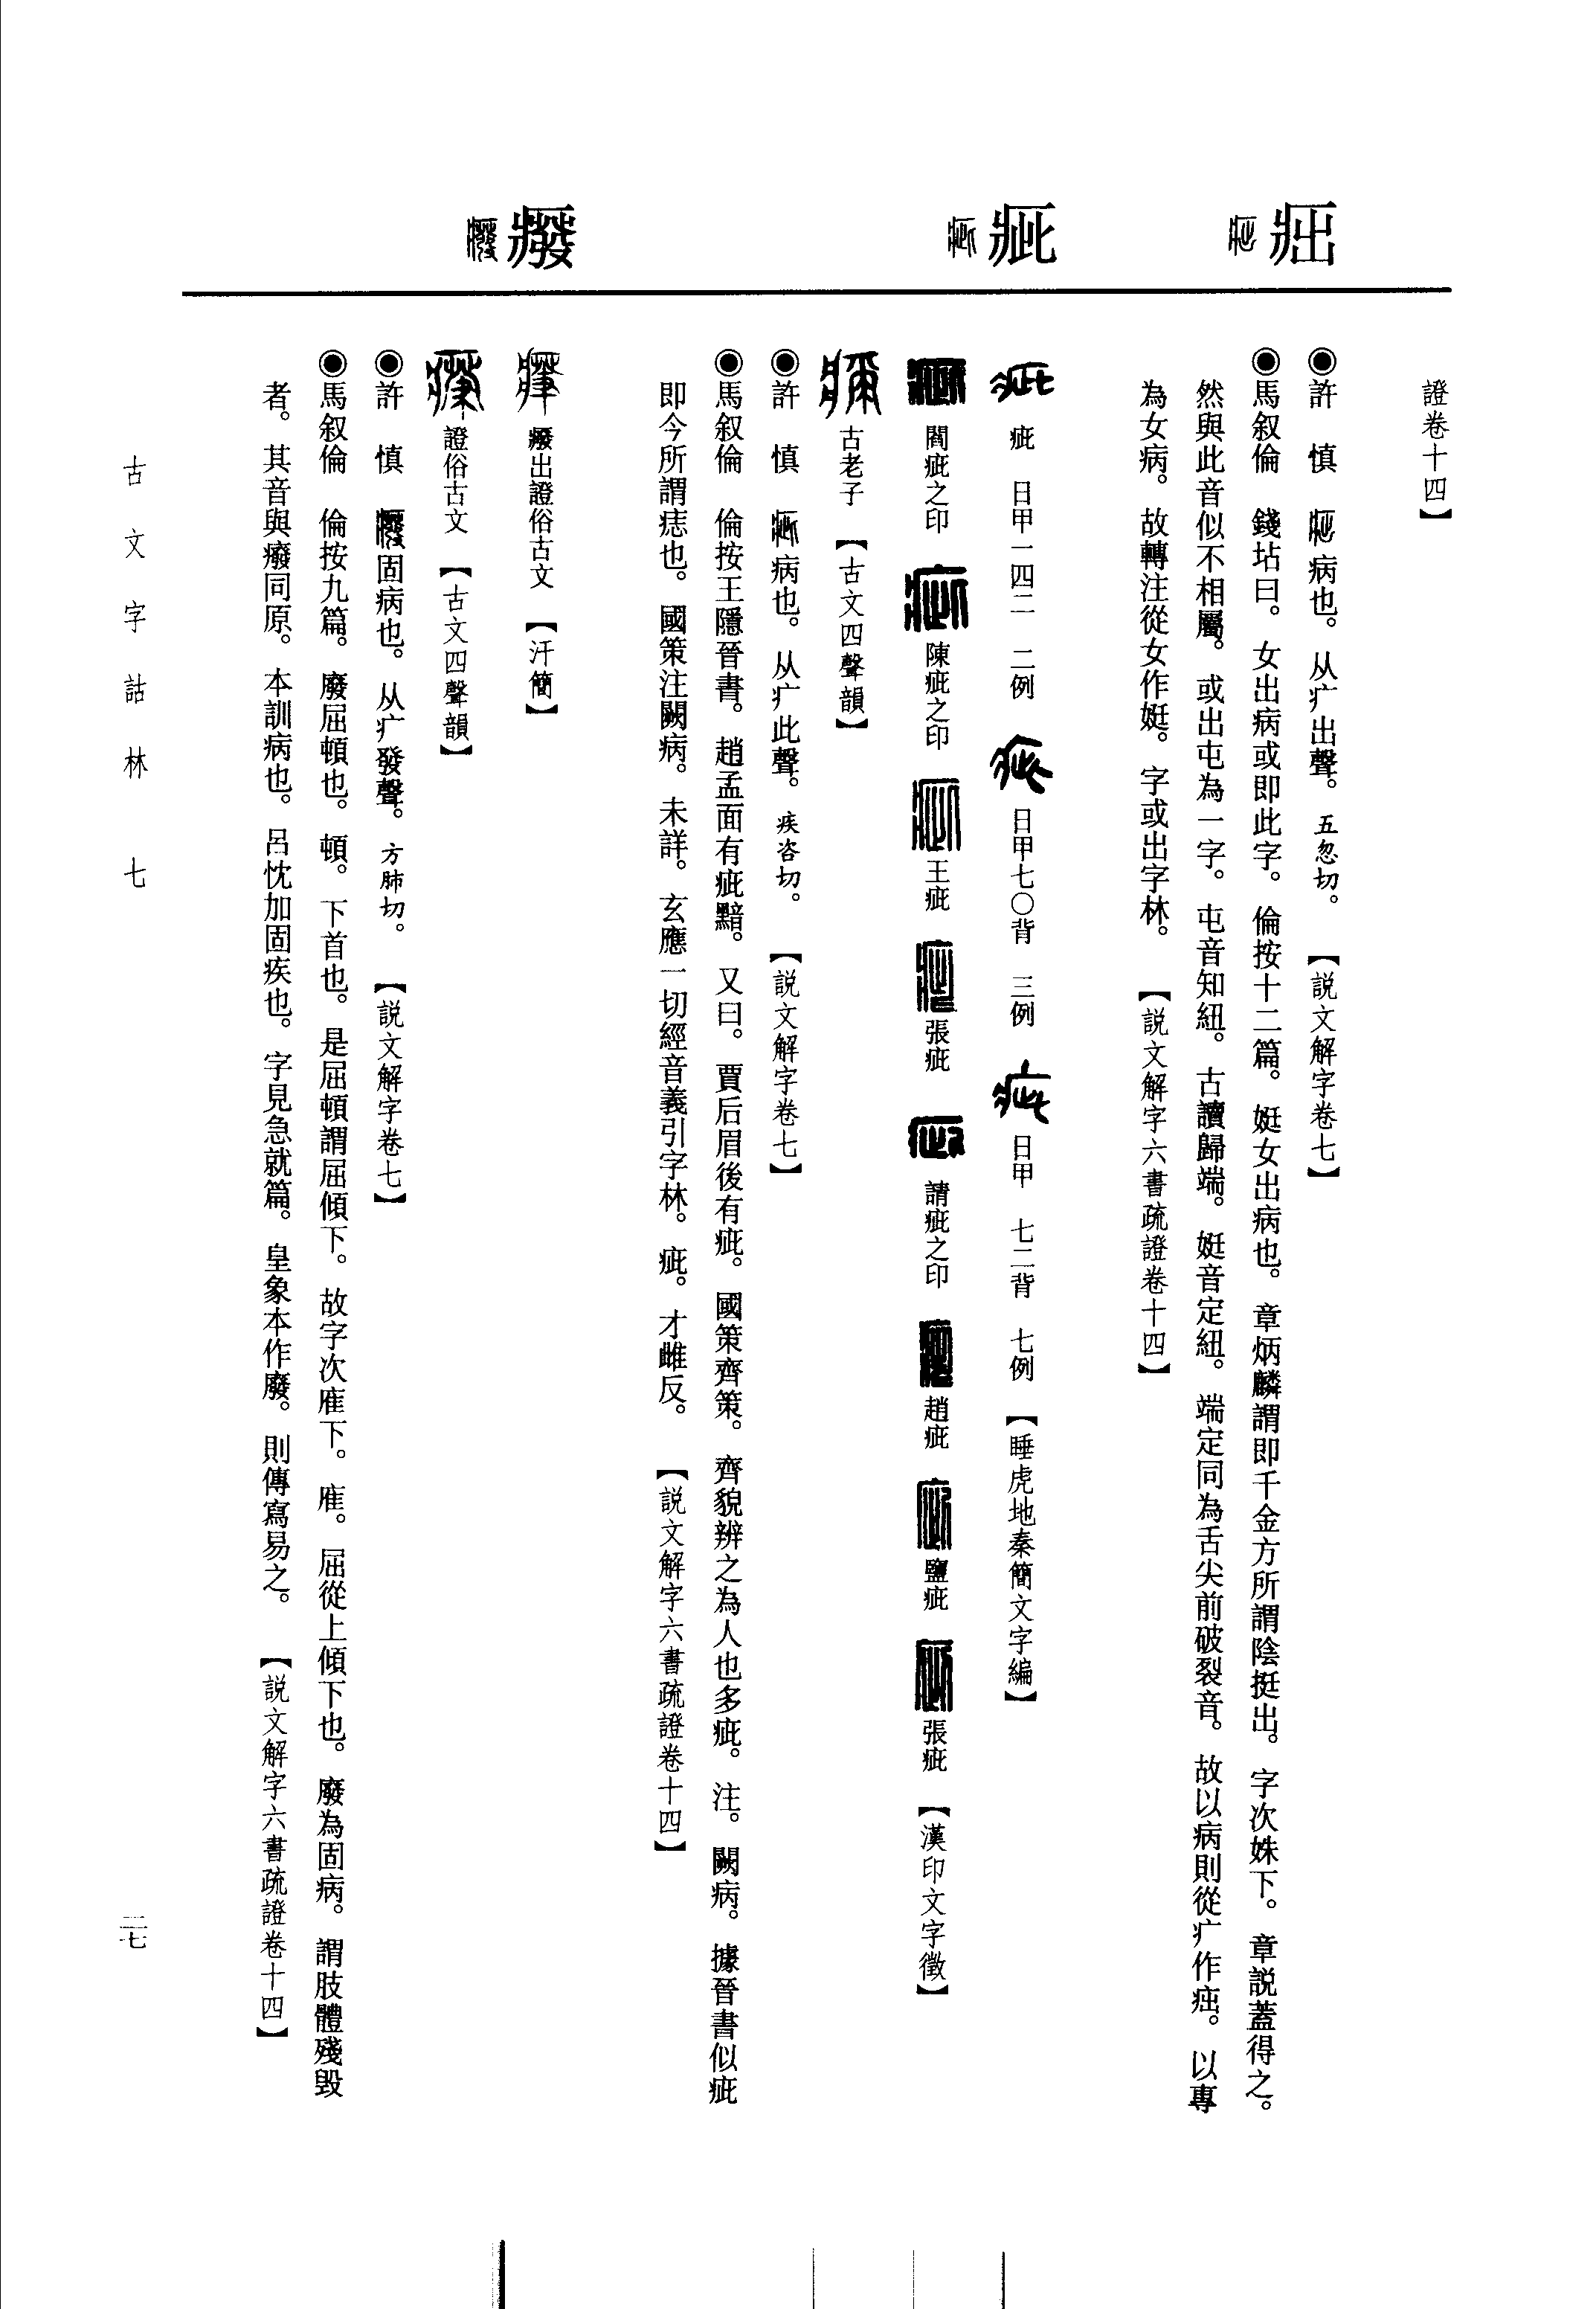 證卷十四】
㾁
◉許　慎　病也。从疒出聲。五忽切。【説文解字卷七】
◉馬叙倫　錢坫曰。女出病或即此字。倫按十二篇。娗女出病也。章炳麟謂即千金方所謂陰挺出。字次姝下。章説蓋得之。
然與此音似不相屬。或出屯為一字。屯音知紐。古讀歸端。娗音定紐。端定同為舌尖前破裂音。故以病則從疒作㾁。以專
為女病。故轉注從女作娗。字或出字林。【説文解字六書疏證卷十四】
疵
疵　日甲一四二　二例　日甲七〇背　三例　日甲　七二背　七例【睡虎地秦簡文字編】
閻疵之印　陳疵之印　王疵　張疵　請疵之印　趙疵　鹽疵　張疵【漢印文字徵】
古老子【古文四聲韻】
◉許　慎　病也。从疒此聲。疾咨切。【説文解字卷七】
◉馬叙倫　倫按王隱晉書。趙孟面有疵黯。又曰。賈后眉後有疵。國策齊策。齊貌辨之為人也多疵。注。闕病。據晉書似疵
即今所謂痣也。國策注闕病。未詳。玄應一切經音義引字林。疵。才雌反。【説文解字六書疏證卷十四】
癈
癈出證俗古文【汗簡】
證俗古文【古文四聲韻】
◉許　慎　固病也。从疒發聲。方肺切。【説文解字卷七】
◉馬叙倫　倫按九篇。廢屈頓也。頓。下首也。是屈頓謂屈傾下。故字次庣下。庣。屈從上傾下也。廢為固病。謂肢體殘毀
者。其音與癈同原。本訓病也。呂忱加固疾也。字見急就篇。皇象本作廢。則傳寫易之。【説文解字六書疏證卷十四】
古文字詁林　七
二七